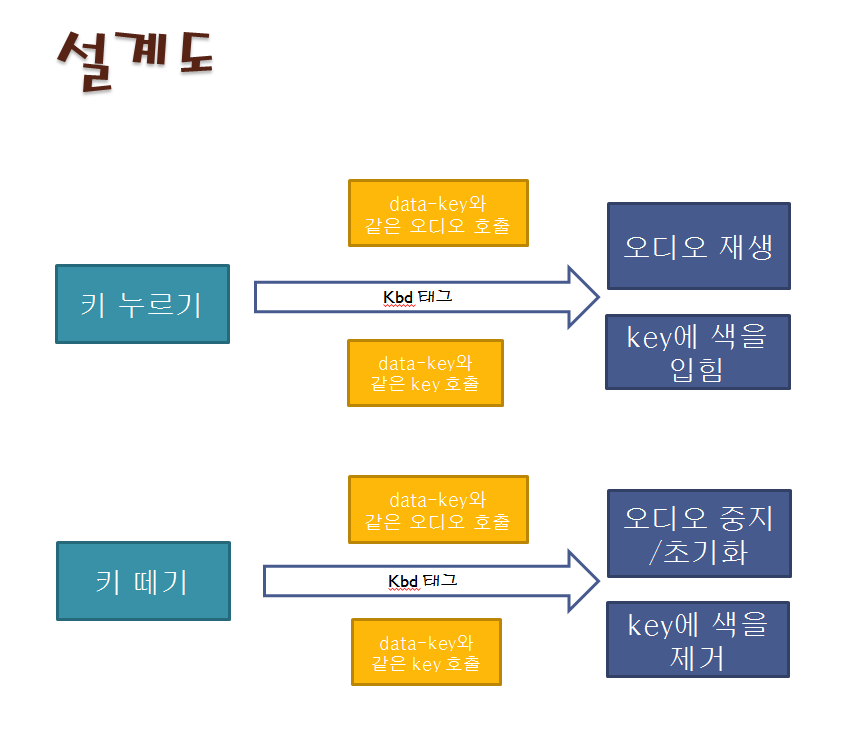 설계도
data-key와
같은 오디오 호출
오디오 재생
키 누르기
Kbd 태그
key에 색을
입힘
data-key와
같은 key 호출
data-key와
같은 오디오 호출
오디오 중지
/초기화
키 떼기
Kbd 태그
key에 색을
제거
data-key와
같은 key 호출